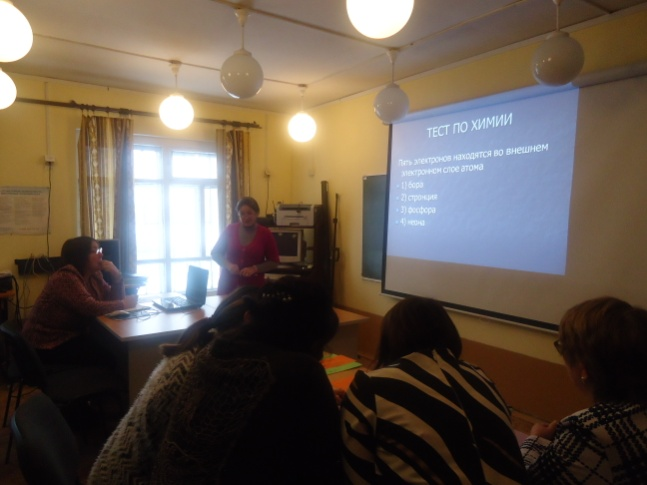 ТЕСТ ПО ХИМИИ
Пять электронов находятся во внешнем
электронном слое атома
- 1) бора
- 2) стронция
- 3) фосфора
- 4) неона